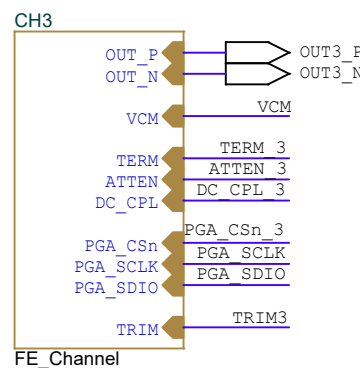 CH3
OUT_P OUT3_P
OUT_N OUT3_N
VCM VCM
TERM TERM_3
ATTEN ATTEN_3
DC_CPL DC_CPL_3
PGA_CSn PGA_CSn_3
PGA_SCLK PGA_SCLK
PGA_SDIO PGA_SDIO
TRIM TRIM3
FE_Channel